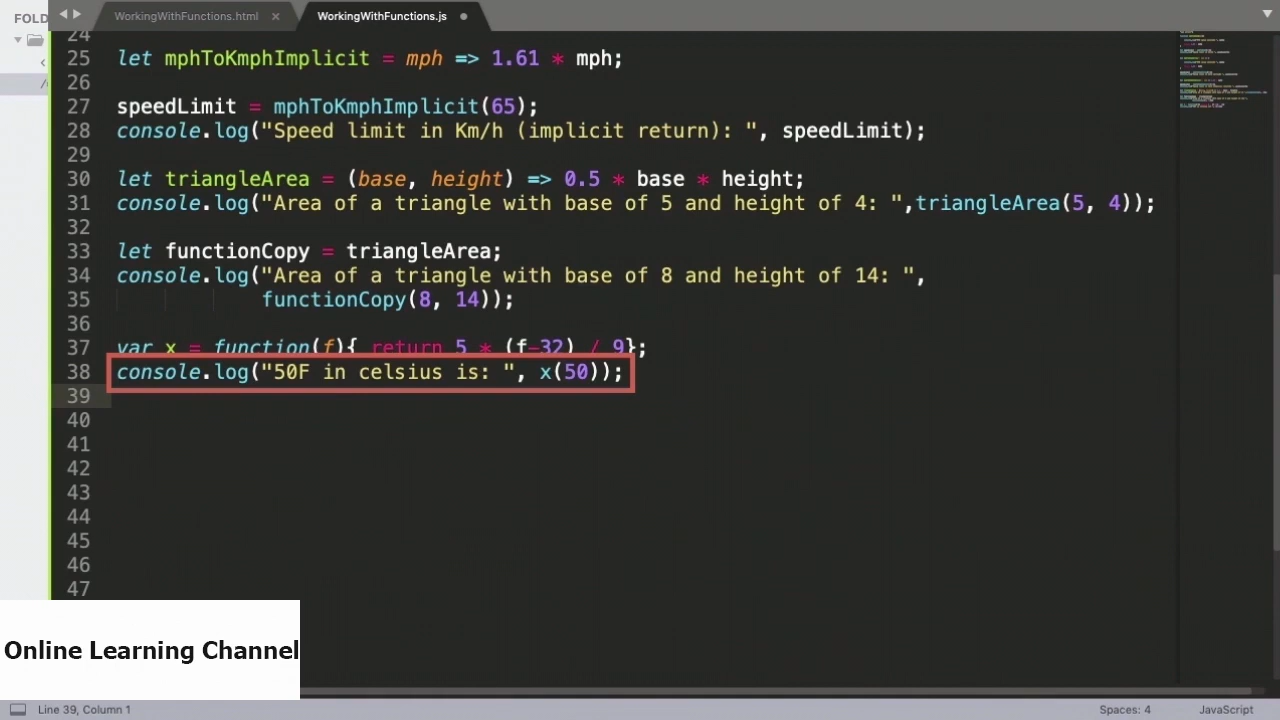 FOLD
WorkingWithFunctions.html ×
WorkingWithFunctions.js
24
25 let mphToKmphImplicit = mph => 1.61 * mph;
26
27 speedLimit = mphToKmphImplicit(65);
28 console.log("Speed limit in Km/h (implicit return): ", speedLimit);
29
30 let triangleArea = (base, height) => 0.5 * base * height;
31 console.log("Area of a triangle with base of 5 and height of 4: ",triangleArea(5, 4));
32
33 let functionCopy = triangleArea;
34 console.log("Area of a triangle with base of 8 and height of 14: ",
35 functionCopy(8, 14));
36
37 var x = function(f){ return 5 * (f-32) / 9};
38 console.log("50F in celsius is: ", x(50));
39
40
41
42
43
44
45
46
47
Online Learning Channel
Line 39, Column 1
Spaces: 4
JavaScript